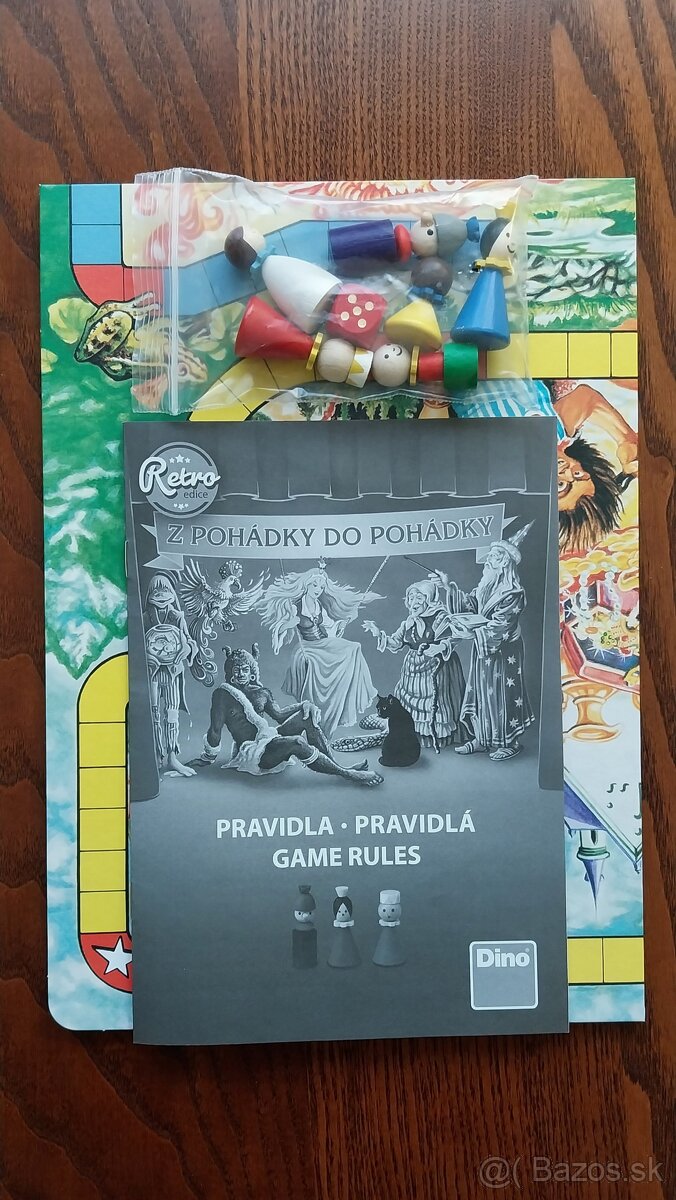 Retro
edice
Z POHÁDKY DO POHÁDKY
PRAVIDLA • PRAVIDLÁ
GAME RULES
Dino®
@( Bazos.sk